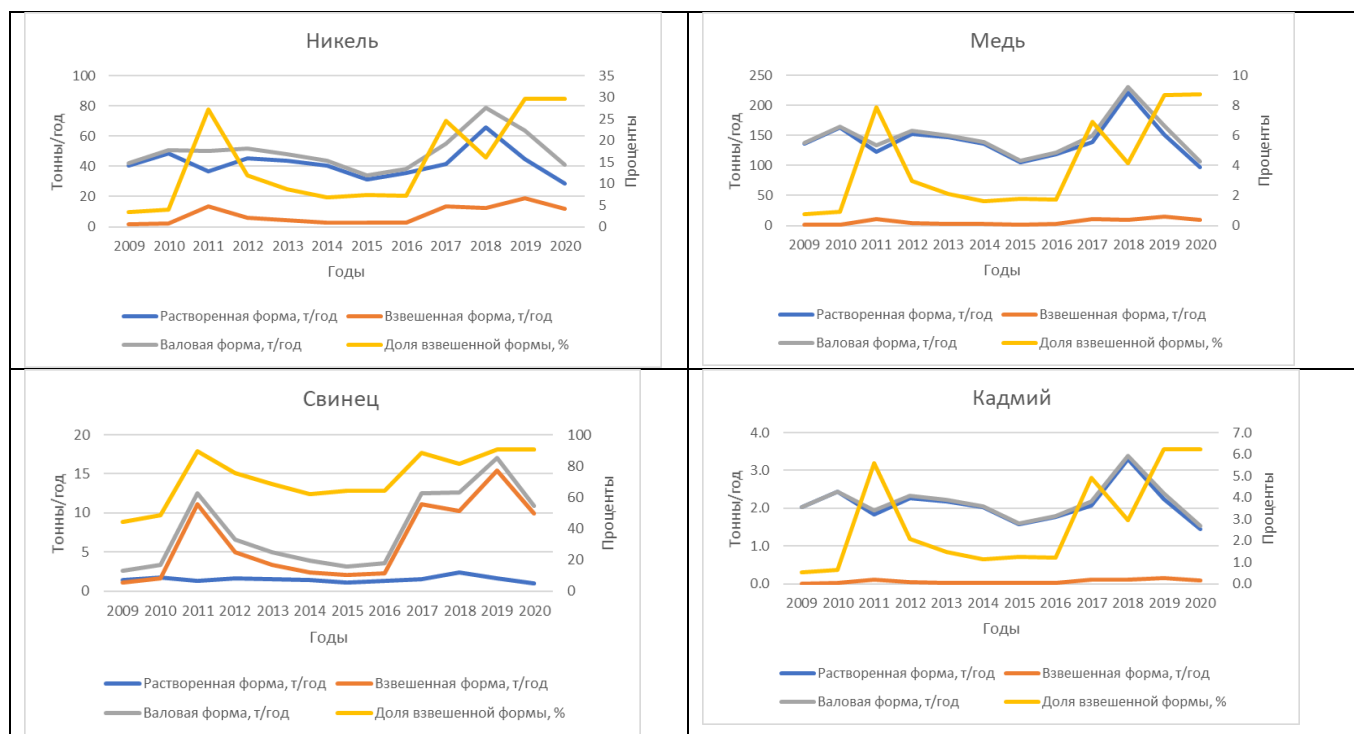 Никель
100
80
60
40
20
0
35
30
25
20
15
10
5
0
Тонны/год
Проценты
2009 2010 2011 2012 2013 2014 2015 2016 2017 2018 2019 2020
Годы
Растворенная форма, т/год
Взвешенная форма, т/год
Валовая форма, т/год
Доля взвешенной формы, %
Медь
250
200
150
100
50
0
10
8
6
4
2
0
Тонны/год
Проценты
2009 2010 2011 2012 2013 2014 2015 2016 2017 2018 2019 2020
Годы
Растворенная форма, т/год
Взвешенная форма, т/год
Валовая форма, т/год
Доля взвешенной формы, %
Свинец
20
15
10
5
0
100
80
60
40
20
0
Тонны/год
Проценты
2009 2010 2011 2012 2013 2014 2015 2016 2017 2018 2019 2020
Годы
Растворенная форма, т/год
Взвешенная форма, т/год
Валовая форма, т/год
Доля взвешенной формы, %
Кадмий
4.0
3.0
2.0
1.0
0.0
7.0
6.0
5.0
4.0
3.0
2.0
1.0
0.0
Тонны/год
Проценты
2009 2010 2011 2012 2013 2014 2015 2016 2017 2018 2019 2020
Годы
Растворенная форма, т/год
Взвешенная форма, т/год
Валовая форма, т/год
Доля взвешенной формы, %